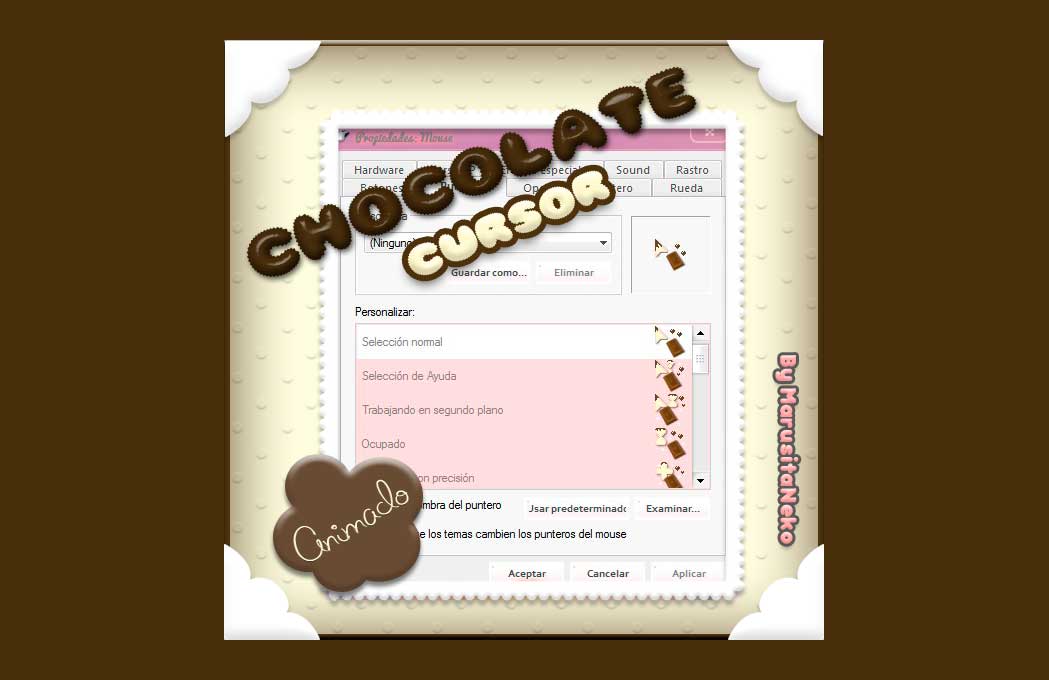 CHOCOLATE
CURSOR
Propiedades: Mouse
Hardware
Sound
Rastro
Rueda
(Ninguno)
Guardar como...
Eliminar
Personalizar:
Selección normal
Selección de Ayuda
Trabajando en segundo plano
Ocupado
on precisión
mbra del puntero
Usar predeterminado
Examinar...
e los temas cambien los punteros del mouse
Aceptar
Cancelar
Aplicar
Animado
By MarusitaNeko